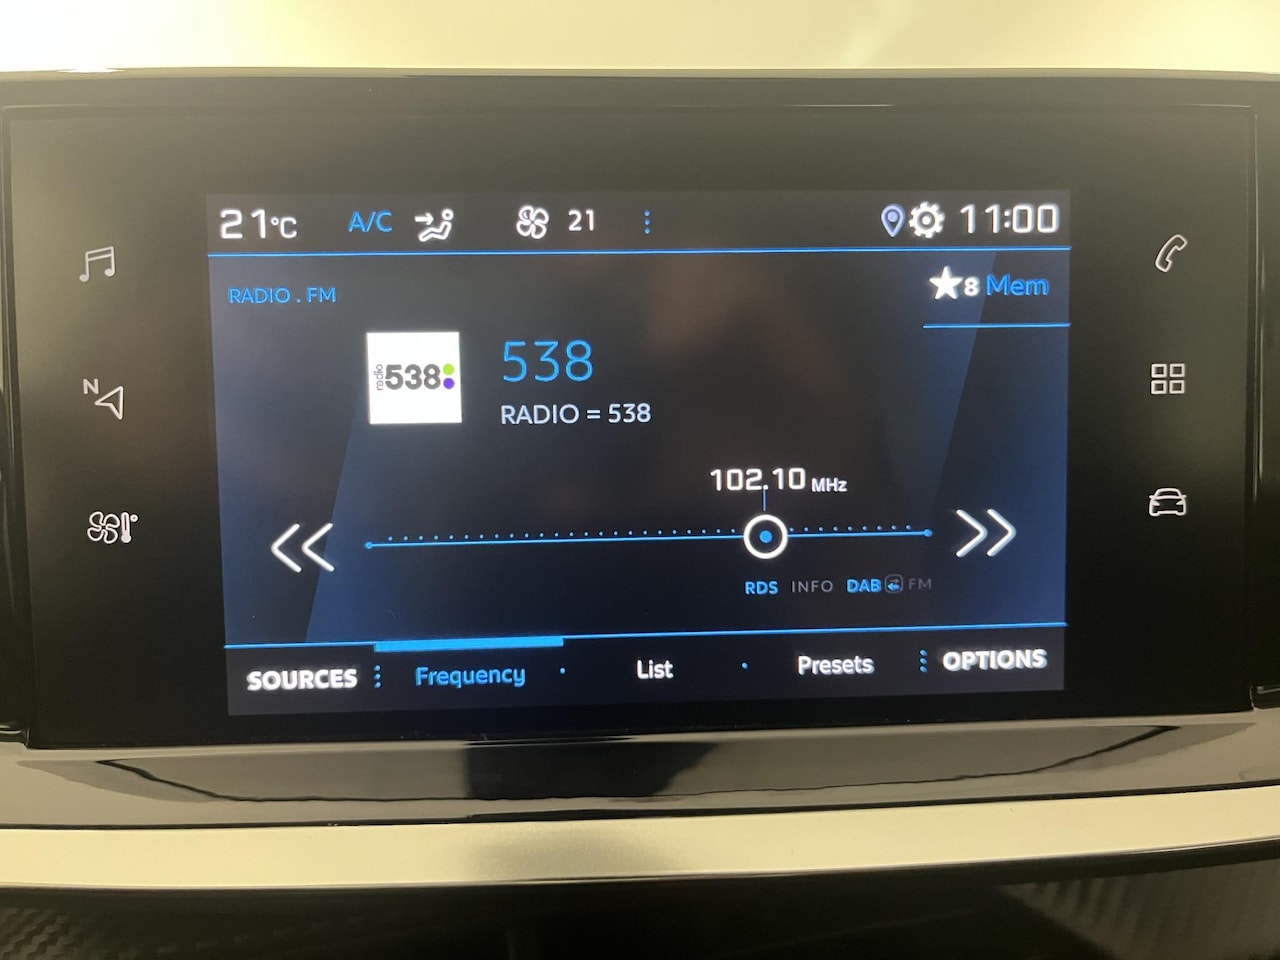 21°C A/C 21 11:00
RADIO . FM
8 Mem
radio 538
538
RADIO = 538
102.10 MHz
N
RDS INFO DAB FM
SOURCES Frequency List Presets OPTIONS